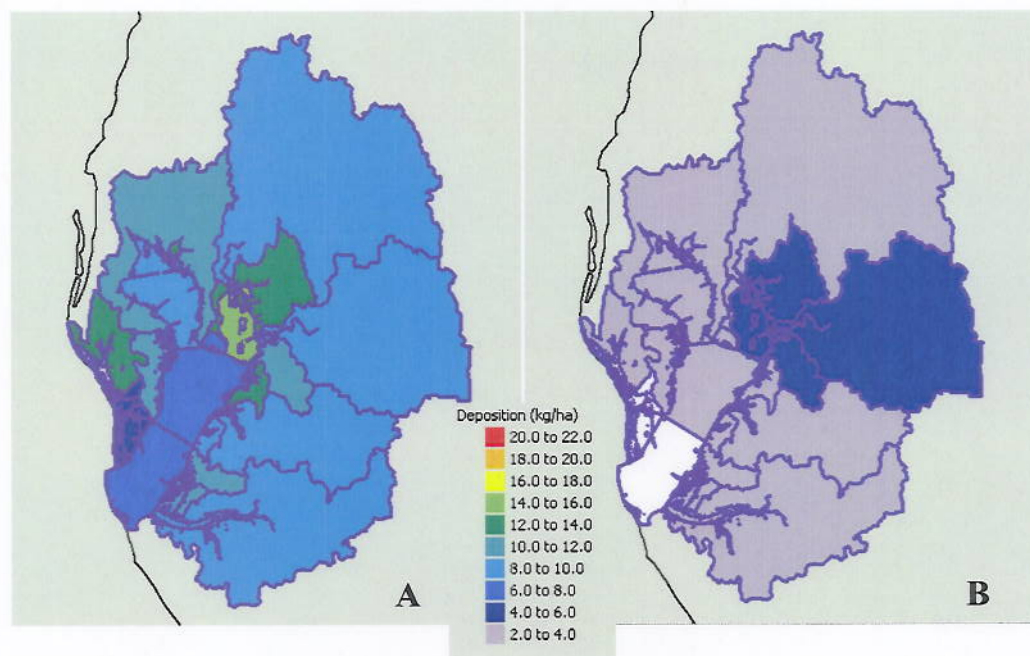 Deposition (kg/ha)
20.0 to 22.0
18.0 to 20.0
16.0 to 18.0
14.0 to 16.0
12.0 to 14.0
10.0 to 12.0
8.0 to 10.0
6.0 to 8.0
4.0 to 6.0
2.0 to 4.0
A
B